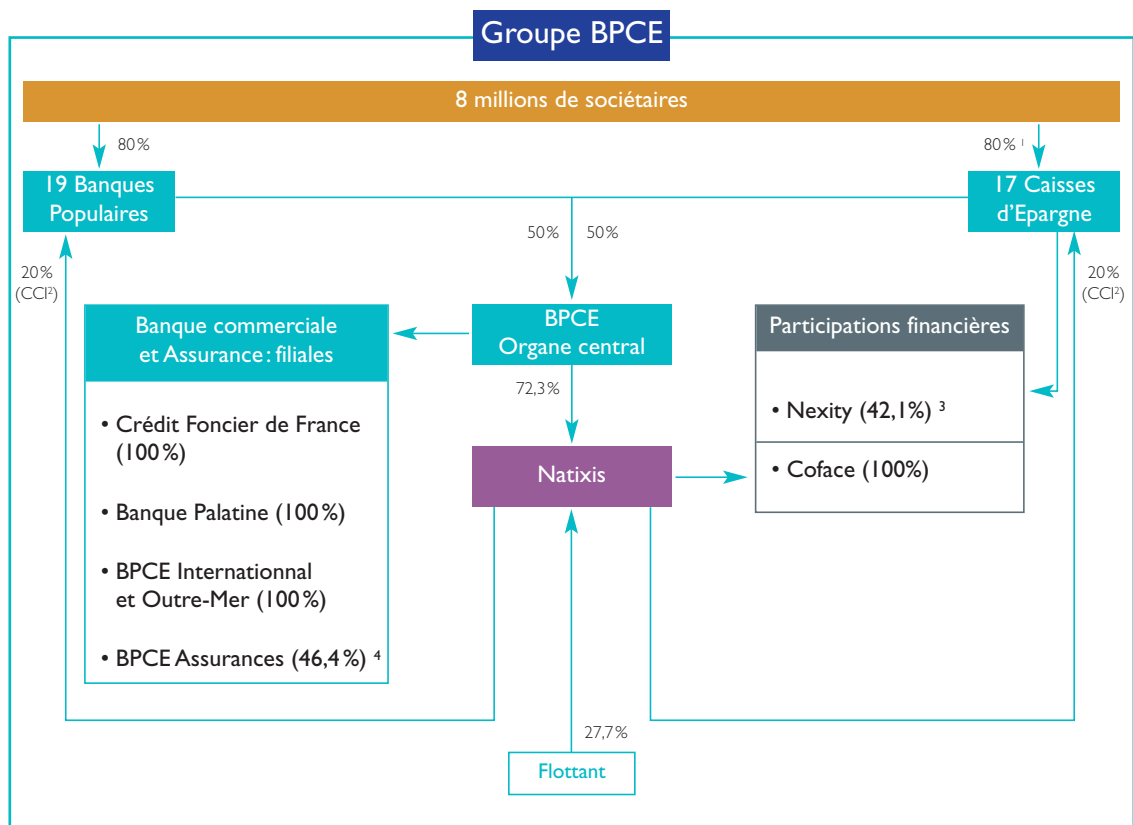 Groupe BPCE
8 millions de sociétaires
80%
80% ¹
19 Banques
Populaires
17 Caisses
d'Epargne
50%
50%
20%
(CCI²)
20%
(CCI²)
Banque commerciale
et Assurance : filiales
BPCE
Organe central
Participations financières
72,3%
• Crédit Foncier de France
(100%)
• Banque Palatine (100%)
• BPCE Internationnal
et Outre-Mer (100%)
• BPCE Assurances (46,4%) ⁴
• Nexity (42,1%) ³
• Coface (100%)
Natixis
27,7%
Flottant